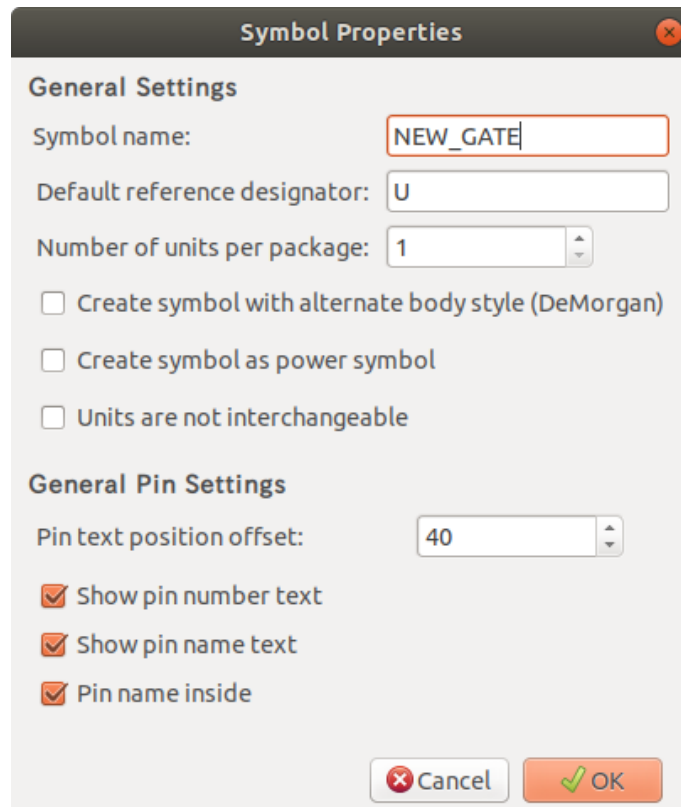 Symbol Properties
General Settings
Symbol name: NEW_GATE
Default reference designator: U
Number of units per package: 1
Create symbol with alternate body style (DeMorgan)
Create symbol as power symbol
Units are not interchangeable
General Pin Settings
Pin text position offset: 40
Show pin number text
Show pin name text
Pin name inside
Cancel OK